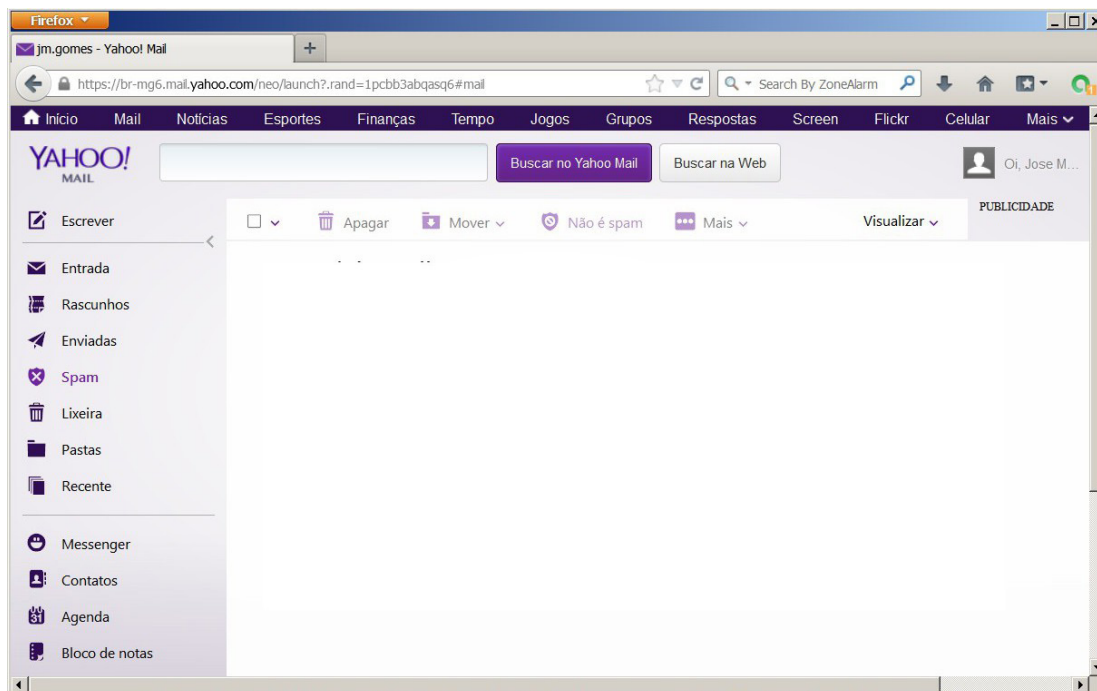 Firefox
jm.gomes - Yahoo! Mail
https://br-mg6.mail.yahoo.com/neo/launch?.rand=1pcbb3abqasq6#mail
Search By ZoneAlarm
Início Mail Notícias Esportes Finanças Tempo Jogos Grupos Respostas Screen Flickr Celular Mais
YAHOO!
MAIL
Buscar no Yahoo Mail
Buscar na Web
Oi, Jose M...
Escrever
Apagar Mover Não é spam Mais Visualizar
PUBLICIDADE
Entrada
Rascunhos
Enviadas
Spam
Lixeira
Pastas
Recente
Messenger
Contatos
31 Agenda
Bloco de notas